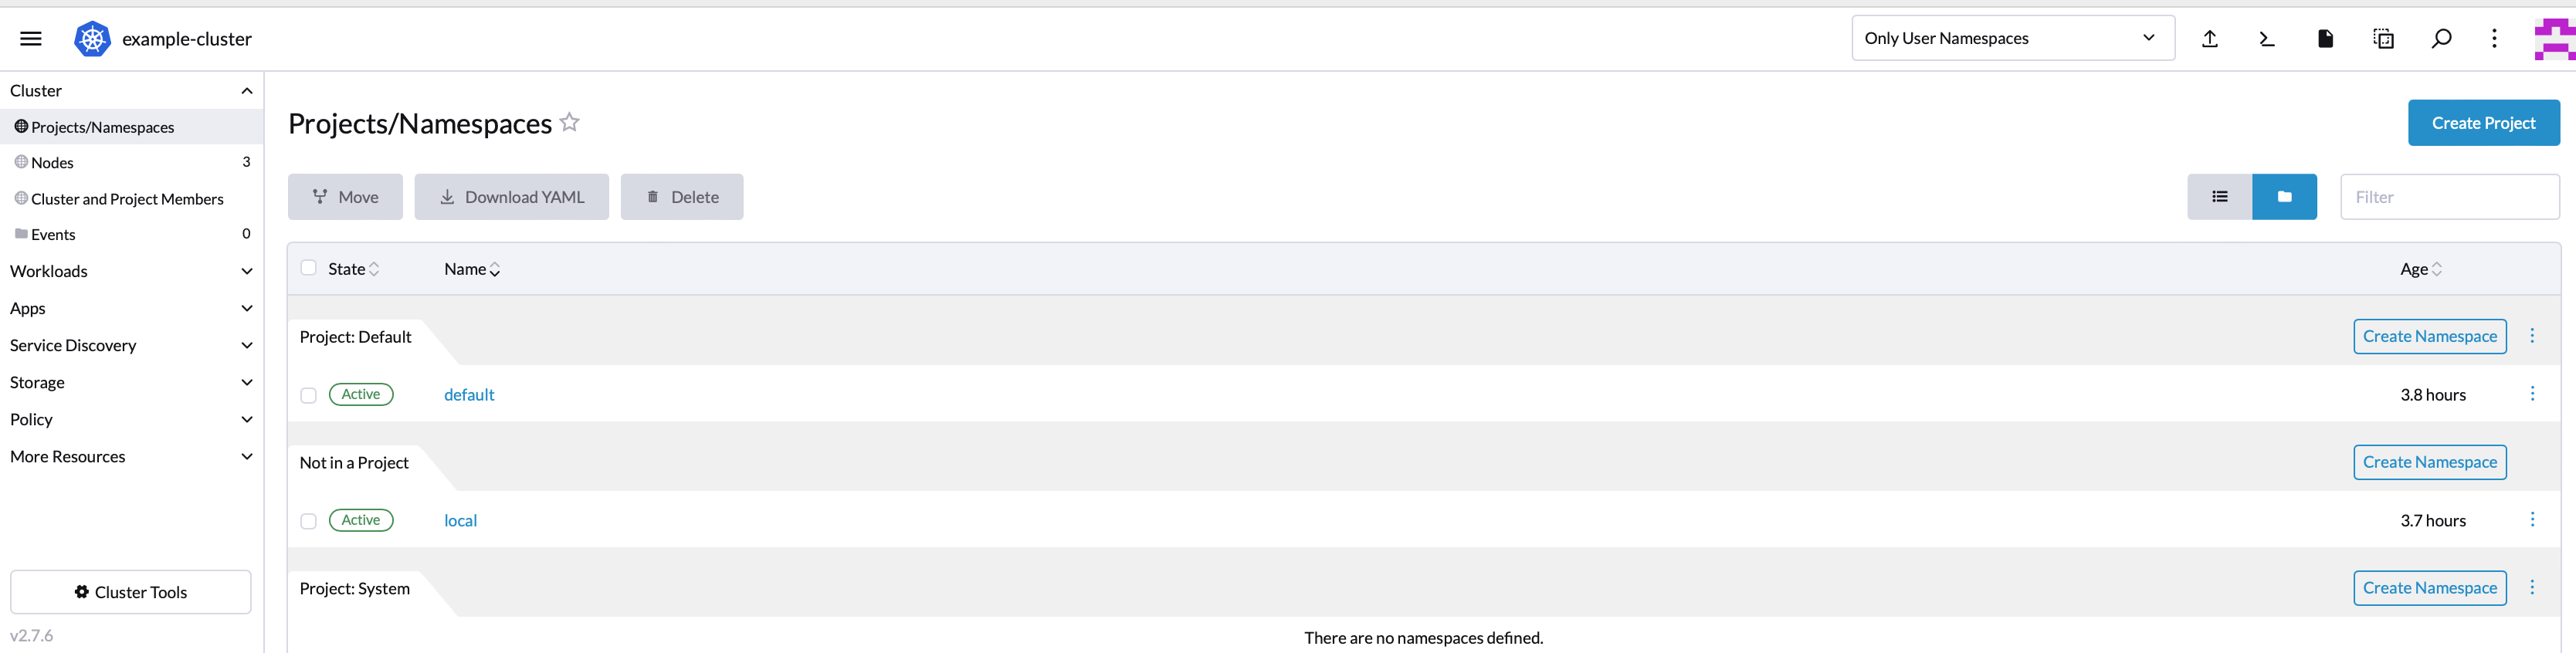 example-cluster
Only User Namespaces
Cluster
Projects/Namespaces
Nodes 3
Cluster and Project Members
Events 0
Workloads
Apps
Service Discovery
Storage
Policy
More Resources
Cluster Tools
v2.7.6
Projects/Namespaces
Create Project
Move Download YAML Delete
Filter
State Name Age
Project: Default Create Namespace
Active default 3.8 hours
Not in a Project Create Namespace
Active local 3.7 hours
Project: System Create Namespace
There are no namespaces defined.